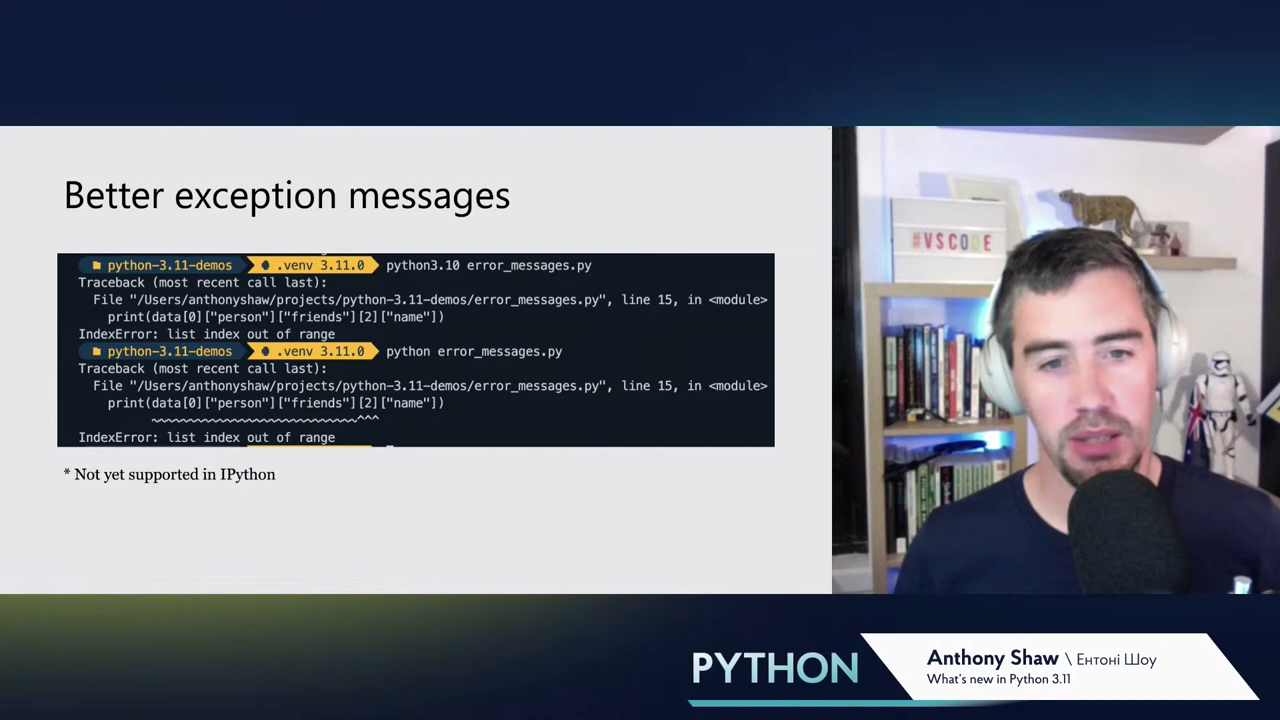 Better exception messages
python-3.11-demos .venv 3.11.0 python3.10 error_messages.py
Traceback (most recent call last):
File "/Users/anthonyshaw/projects/python-3.11-demos/error_messages.py", line 15, in <module>
print(data[0]["person"]["friends"][2]["name"])
IndexError: list index out of range
python-3.11-demos .venv 3.11.0 python error_messages.py
Traceback (most recent call last):
File "/Users/anthonyshaw/projects/python-3.11-demos/error_messages.py", line 15, in <module>
print(data[0]["person"]["friends"][2]["name"])
~~~~~~~~~~~~~~~~~~~~~~~~~~~~^^^
IndexError: list index out of range
* Not yet supported in IPython
#VSCODE
PYTHON
Anthony Shaw \ Ентоні Шоу
What's new in Python 3.11